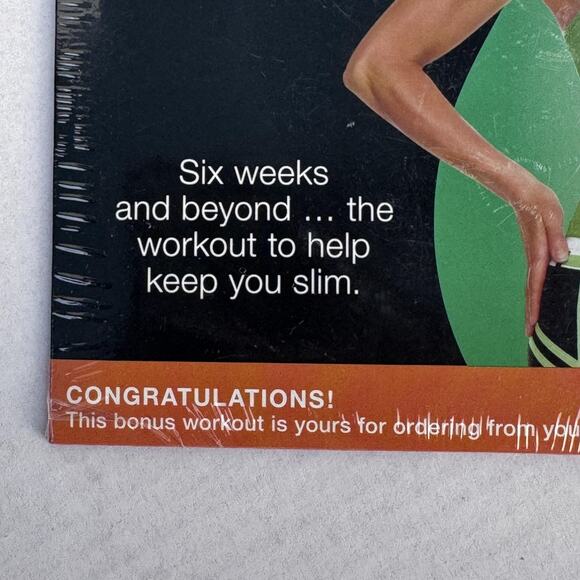 Six weeks
and beyond ... the
workout to help
keep you slim.
CONGRATULATIONS!
This bonus workout is yours for ordering from you